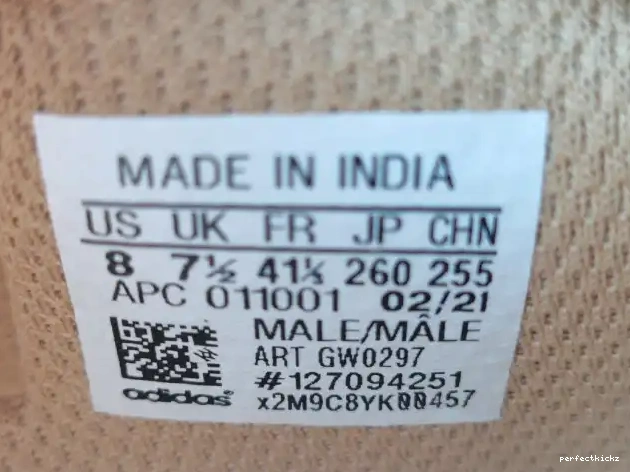 MADE IN INDIA
US UK FR JP CHN
8 7½ 41⅓ 260 255
APC 011001 02/21
MALE/MÂLE
ART GW0297
#127094251
adidas x2M9C8YK00457
perfectkickz